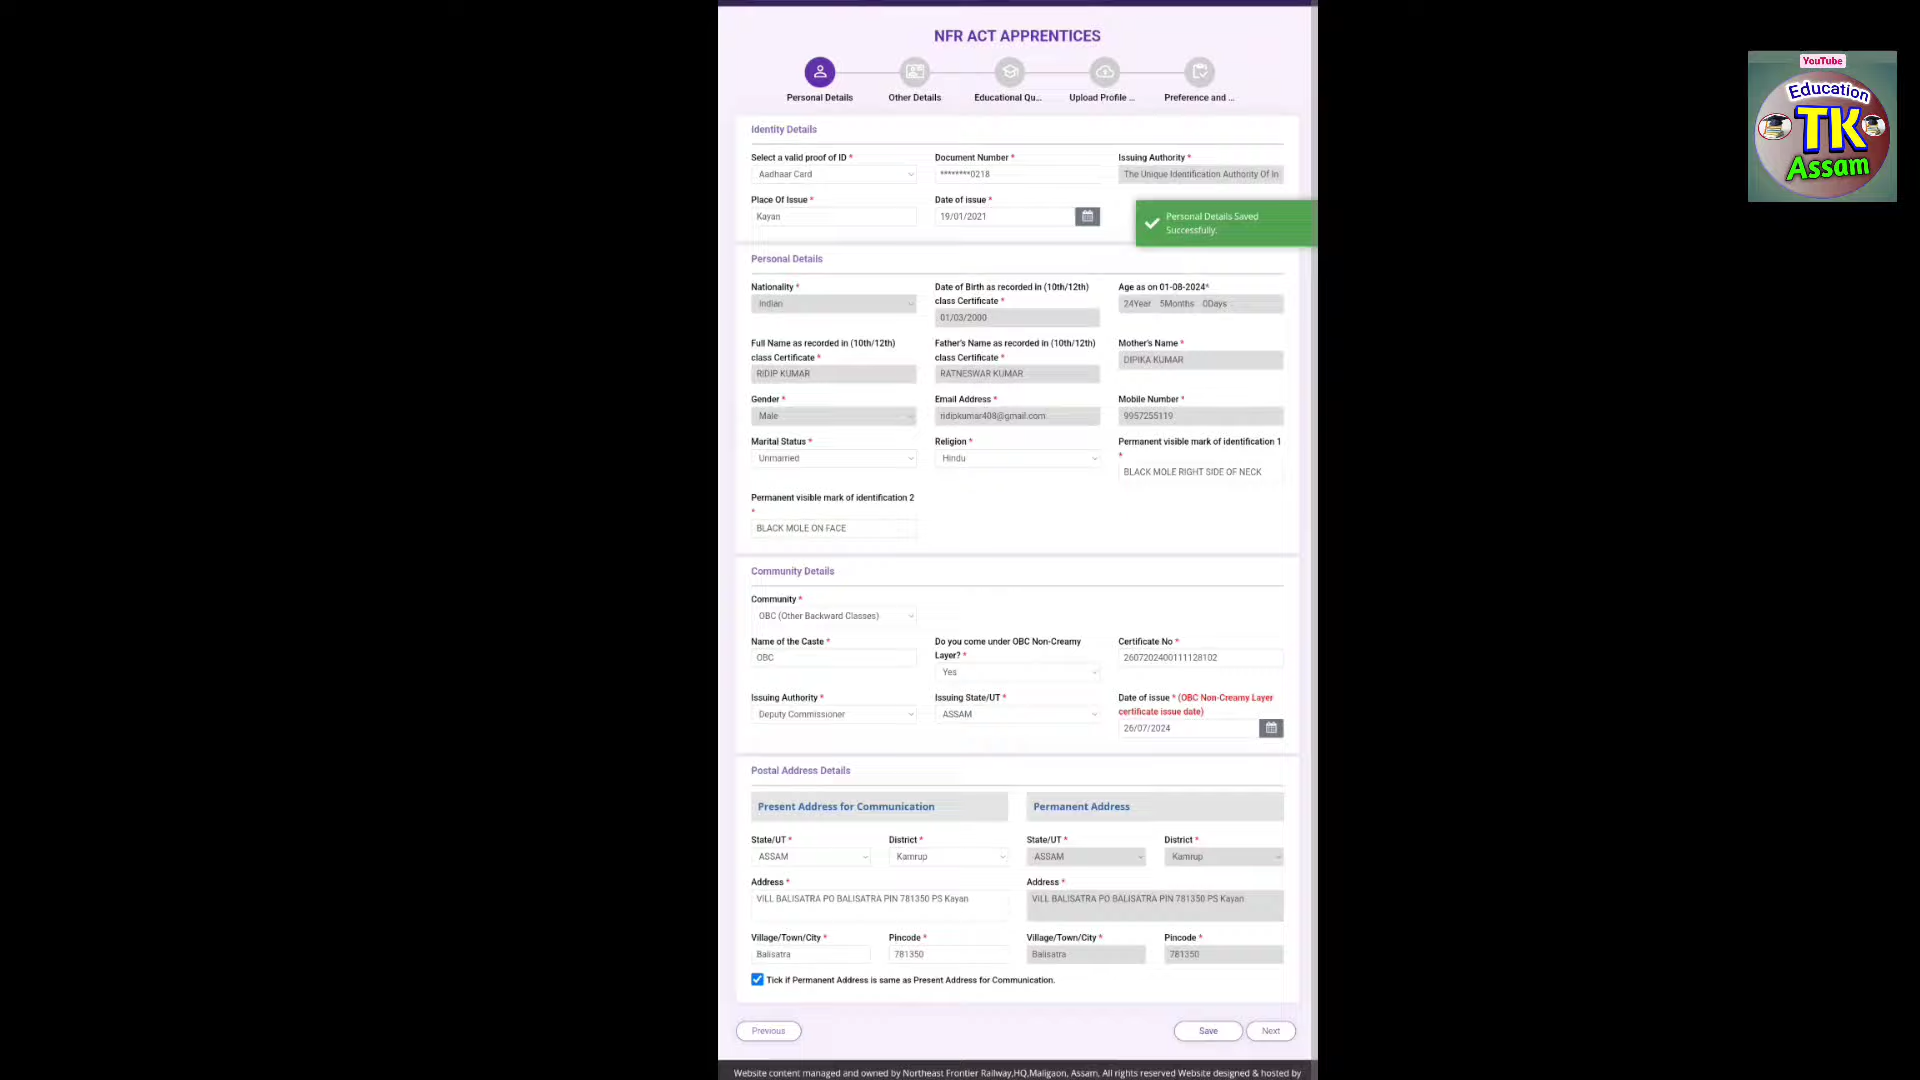 NFR ACT APPRENTICES
Personal Details
Other Details
Educational Qu...
Upload Profile ...
Preference and ...
Identity Details
Select a valid proof of ID *
Document Number *
Issuing Authority *
Aadhaar Card
********0218
The Unique Identification Authority Of In
Place Of Issue *
Date of issue *
Kayan
19/01/2021
Personal Details Saved
Successfully.
Personal Details
Nationality *
Date of Birth as recorded in (10th/12th)
class Certificate *
Age as on 01-08-2024*
Indian
01/03/2000
24Year 5Months 0Days
Full Name as recorded in (10th/12th)
class Certificate *
Father's Name as recorded in (10th/12th)
class Certificate *
Mother's Name *
RIDIP KUMAR
RATNESWAR KUMAR
DIPIKA KUMAR
Gender *
Email Address *
Mobile Number *
Male
ridipkumar408@gmail.com
9957255119
Marital Status *
Religion *
Permanent visible mark of identification 1
*
Unmarried
Hindu
BLACK MOLE RIGHT SIDE OF NECK
Permanent visible mark of identification 2
*
BLACK MOLE ON FACE
Community Details
Community *
OBC (Other Backward Classes)
Name of the Caste *
Do you come under OBC Non-Creamy
Layer? *
Certificate No *
OBC
Yes
2607202400111128102
Issuing Authority *
Issuing State/UT *
Date of issue * (OBC Non-Creamy Layer
certificate issue date)
Deputy Commissioner
ASSAM
26/07/2024
Postal Address Details
Present Address for Communication
Permanent Address
State/UT *
District *
State/UT *
District *
ASSAM
Kamrup
ASSAM
Kamrup
Address *
Address *
VILL BALISATRA PO BALISATRA PIN 781350 PS Kayan
VILL BALISATRA PO BALISATRA PIN 781350 PS Kayan
Village/Town/City *
Pincode *
Village/Town/City *
Pincode *
Balisatra
781350
Balisatra
781350
Tick if Permanent Address is same as Present Address for Communication.
Previous
Save
Next
Website content managed and owned by Northeast Frontier Railway,HQ,Maligaon, Assam, All rights reserved Website designed & hosted by
YouTube
Education
TK
Assam